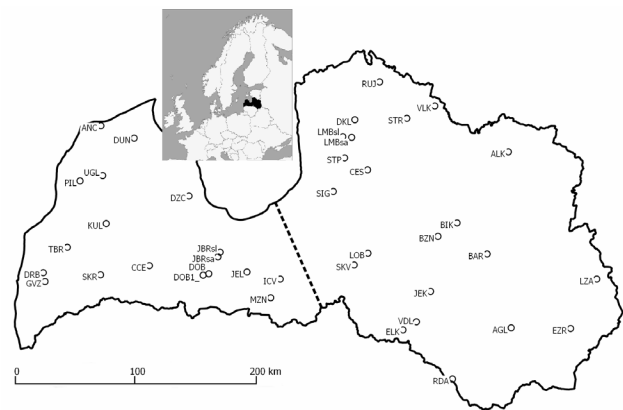 RUJ
VLK
DKL
STR
ANC
DUN
LMBsl
LMBsa
ALK
STP
CES
UGL
PIL
SIG
DZC
KUL
BIK
BZN
TBR
JBRsl
JBRsa
LOB
BAR
DRB
SKR
CCE
DOB
SKV
GVZ
DOB1_
JEL
ICV
LZA
MZN
JEK
VDL
ELK
AGL
EZR
RDA
0 100 200 km